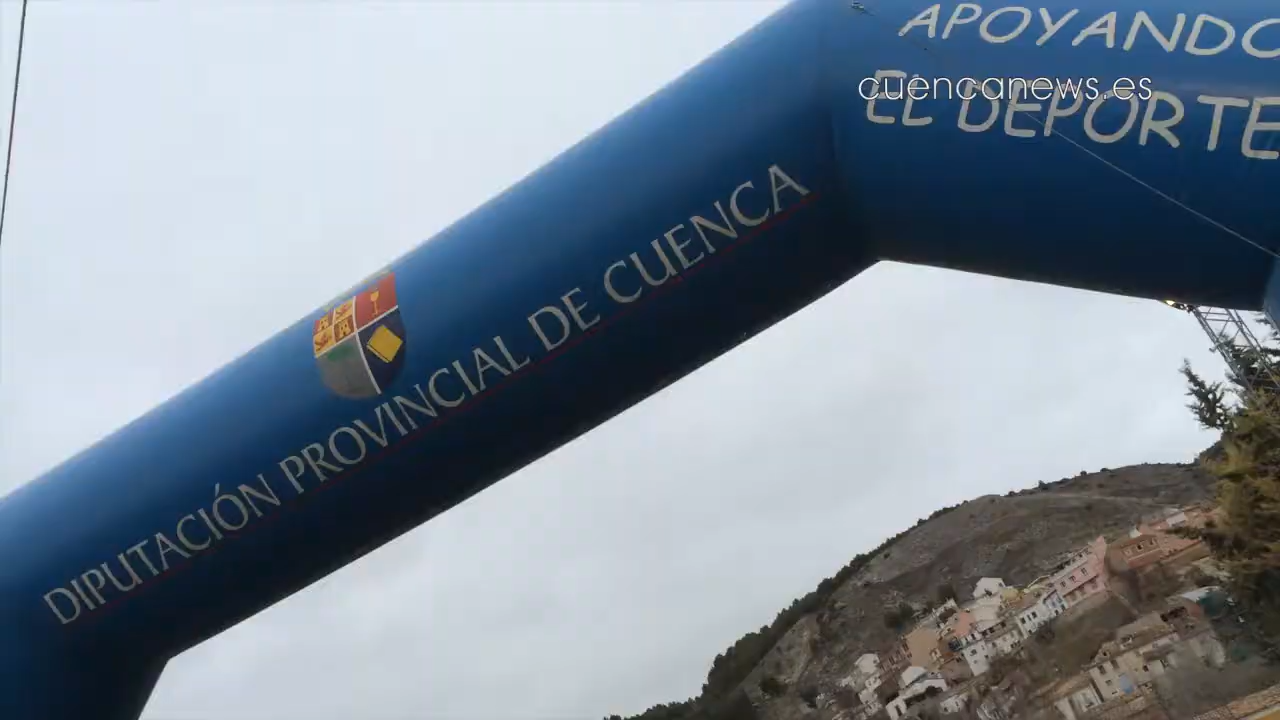 APOYANDO
EL DEPORTE
cuencanews.es
DIPUTACIÓN PROVINCIAL DE CUENCA